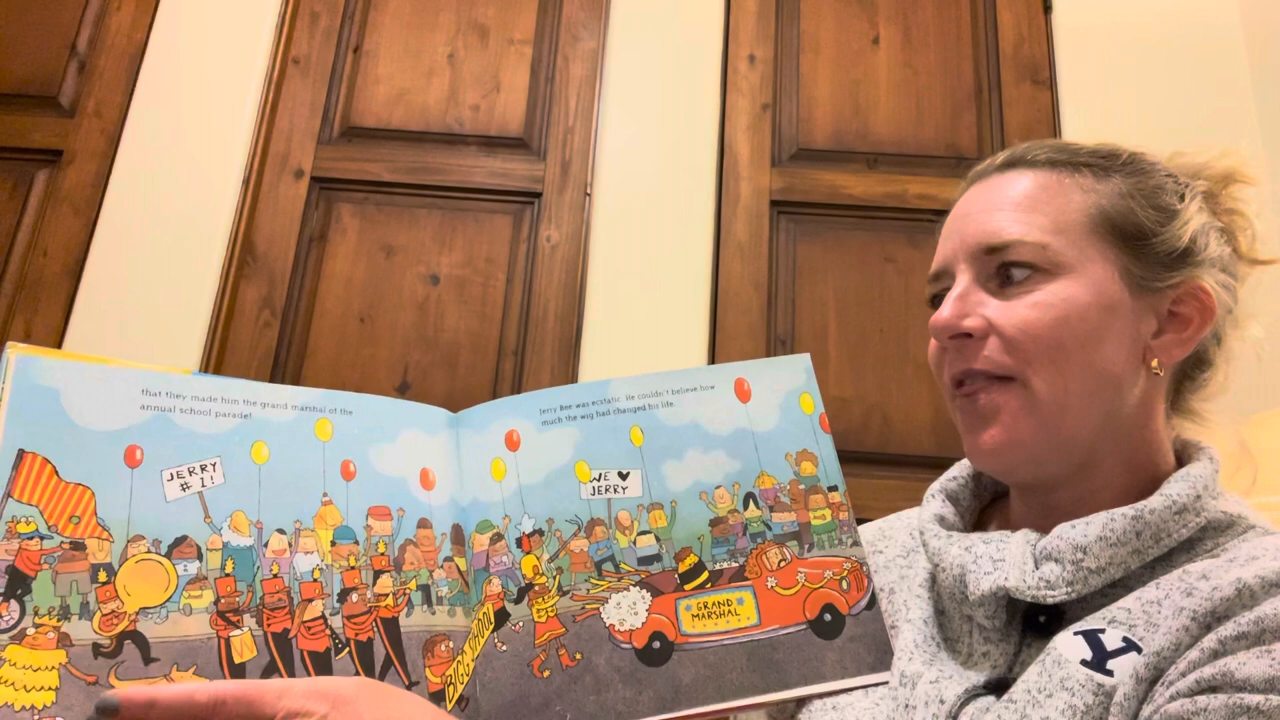 that they made him the grand marshal of the
annual school parade!
Jerry Bee was ecstatic. He couldn't believe how
much the wig had changed his life.
JERRY
# 1!
WE ♥
JERRY
GRAND
MARSHAL
BIGG SCHOOL
W
Y